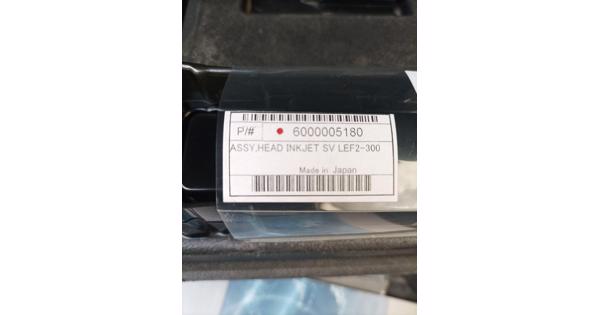 P/# 6000005180
ASSY,HEAD INKJET SV LEF2-300
Made in Japan